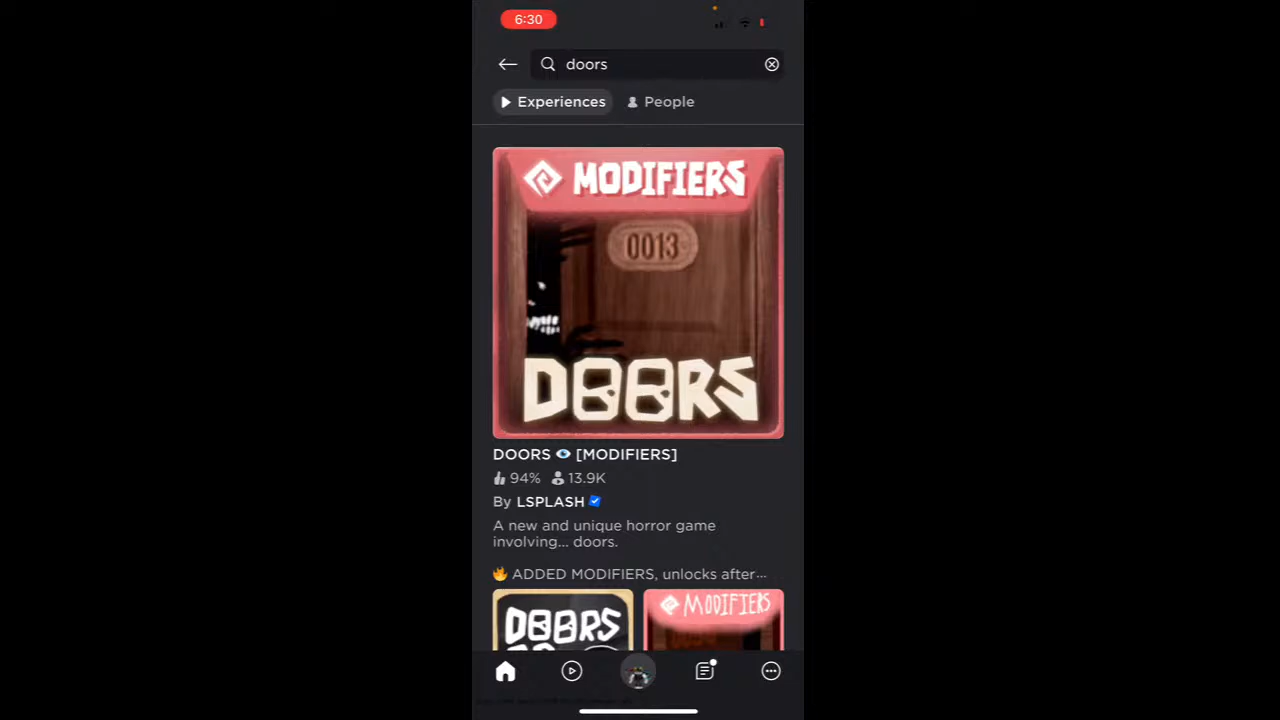 6:30
doors
Experiences People
MODIFIERS
0013
DOORS
DOORS 👁 [MODIFIERS]
94% 13.9K
By LSPLASH
A new and unique horror game
involving... doors.
🔥 ADDED MODIFIERS, unlocks after...
DOORS
MODIFIERS